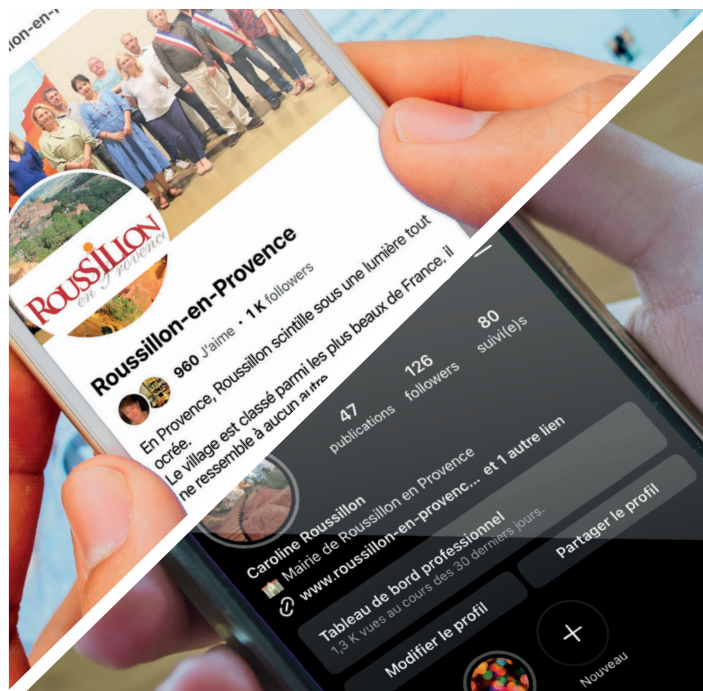 ROUSSILLON
en Provence
Roussillon-en-Provence
960 J'aime • 1K followers
En Provence, Roussillon scintille sous une lumière tout
ocrée.
Le village est classé parmi les plus beaux de France, il
ne ressemble à aucun autre
47
publications
126
followers
80
suivi(e)s
Caroline Roussillon
🏡 Mairie de Roussillon en Provence
www.roussillon-en-provenc... et 1 autre lien
Tableau de bord professionnel
1,3 K vues au cours des 30 derniers jours.
Modifier le profil
Partager le profil
Nouveau